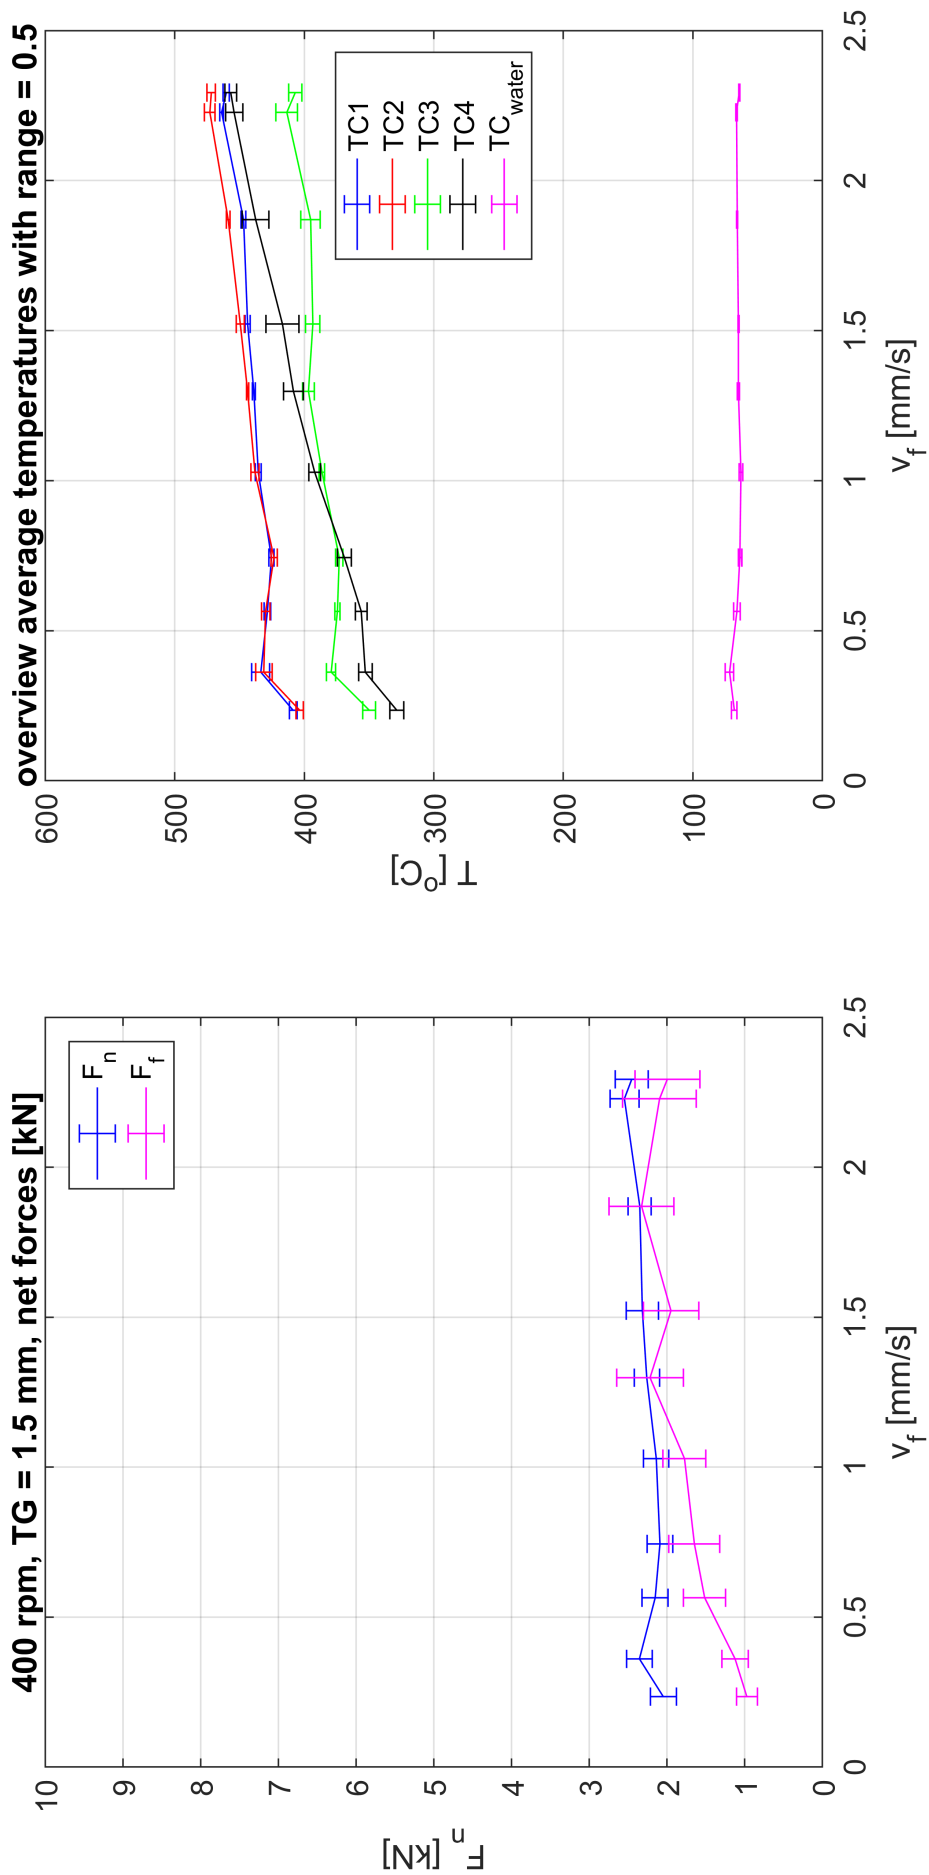 400 rpm, TG = 1.5 mm, net forces [kN]
10
9
8
7
6
5
4
3
2
1
0
F_n [kN]
0
0.5
1
1.5
2
2.5
v_f [mm/s]
F_n
F_f
overview average temperatures with range = 0.5
600
500
400
300
200
100
0
T [°C]
0
0.5
1
1.5
2
2.5
v_f [mm/s]
TC1
TC2
TC3
TC4
TC_water